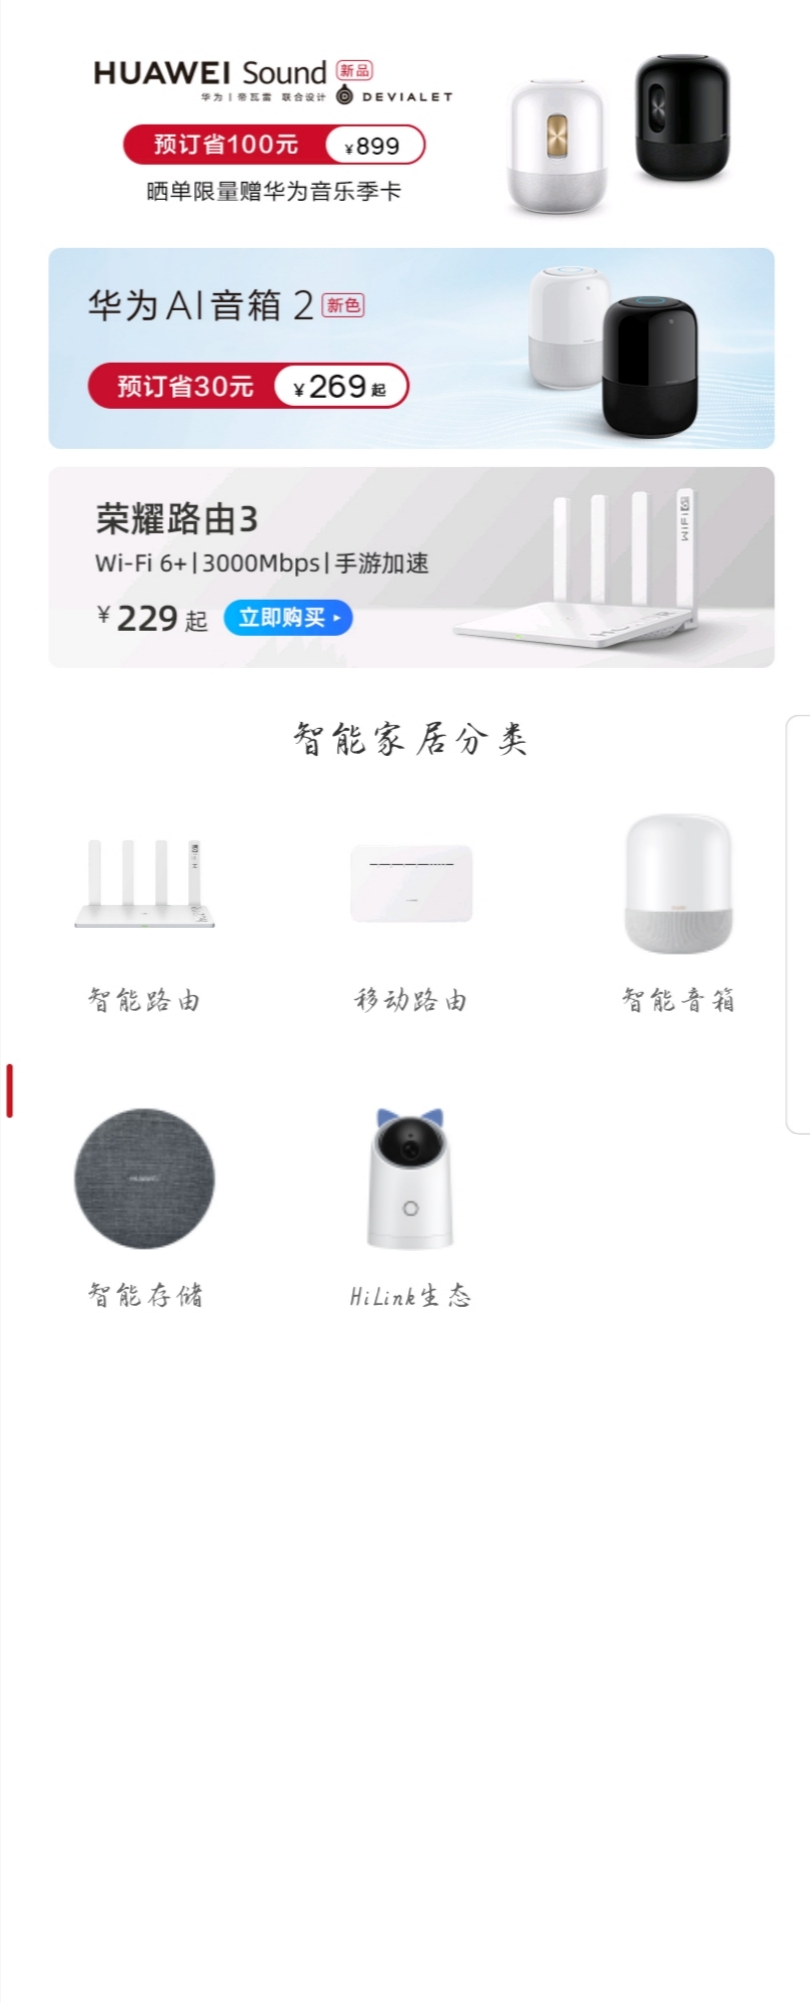 HUAWEI Sound 新品
华为 | 帝瓦雷 联合设计 DEVIALET
预订省100元 ¥899
晒单限量赠华为音乐季卡
华为AI音箱 2 新色
预订省30元 ¥269起
荣耀路由3
Wi-Fi 6+|3000Mbps|手游加速
¥229起 立即购买
智能家居分类
智能路由
移动路由
智能音箱
HUAWEI
智能存储
HiLink生态